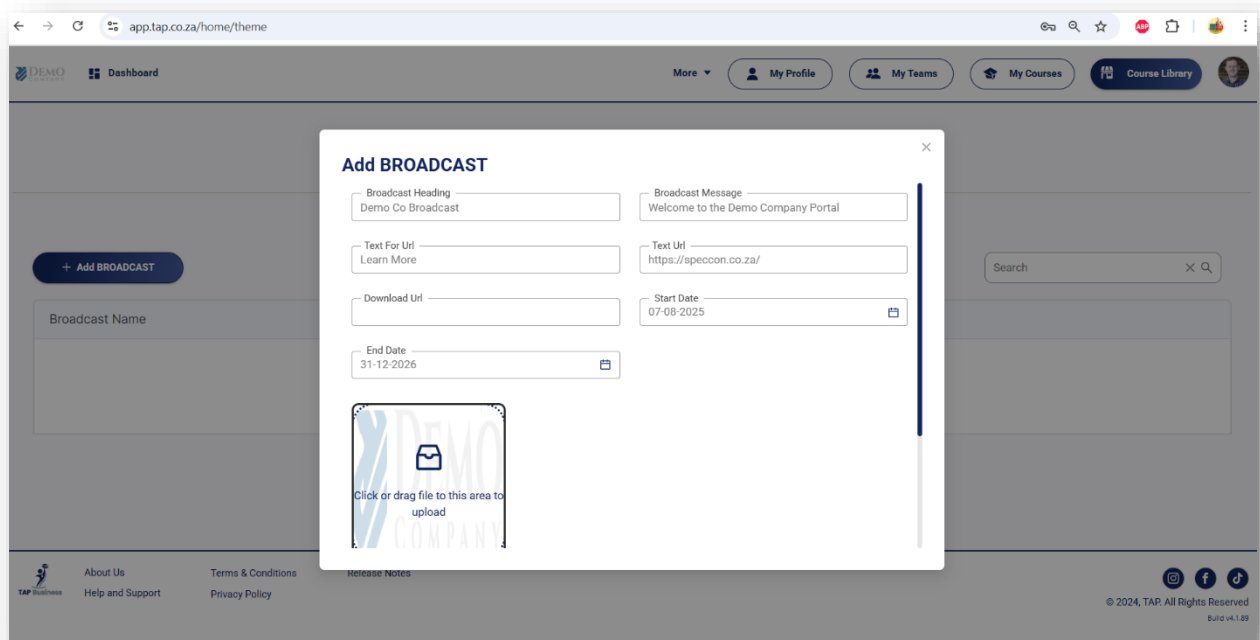 app.tap.co.za/home/theme
ABP
DEMO
COMPANY
Dashboard
More
My Profile
My Teams
My Courses
Course Library
Add BROADCAST
Broadcast Heading
Demo Co Broadcast
Broadcast Message
Welcome to the Demo Company Portal
Text For Url
Learn More
Text Url
https://speccon.co.za/
Download Url
Start Date
07-08-2025
End Date
31-12-2026
DEMO
Click or drag file to this area to
upload
COMPANY
+ Add BROADCAST
Search
Broadcast Name
TAP Business
About Us
Help and Support
Terms & Conditions
Privacy Policy
Release Notes
© 2024, TAP. All Rights Reserved
Build v4.1.89